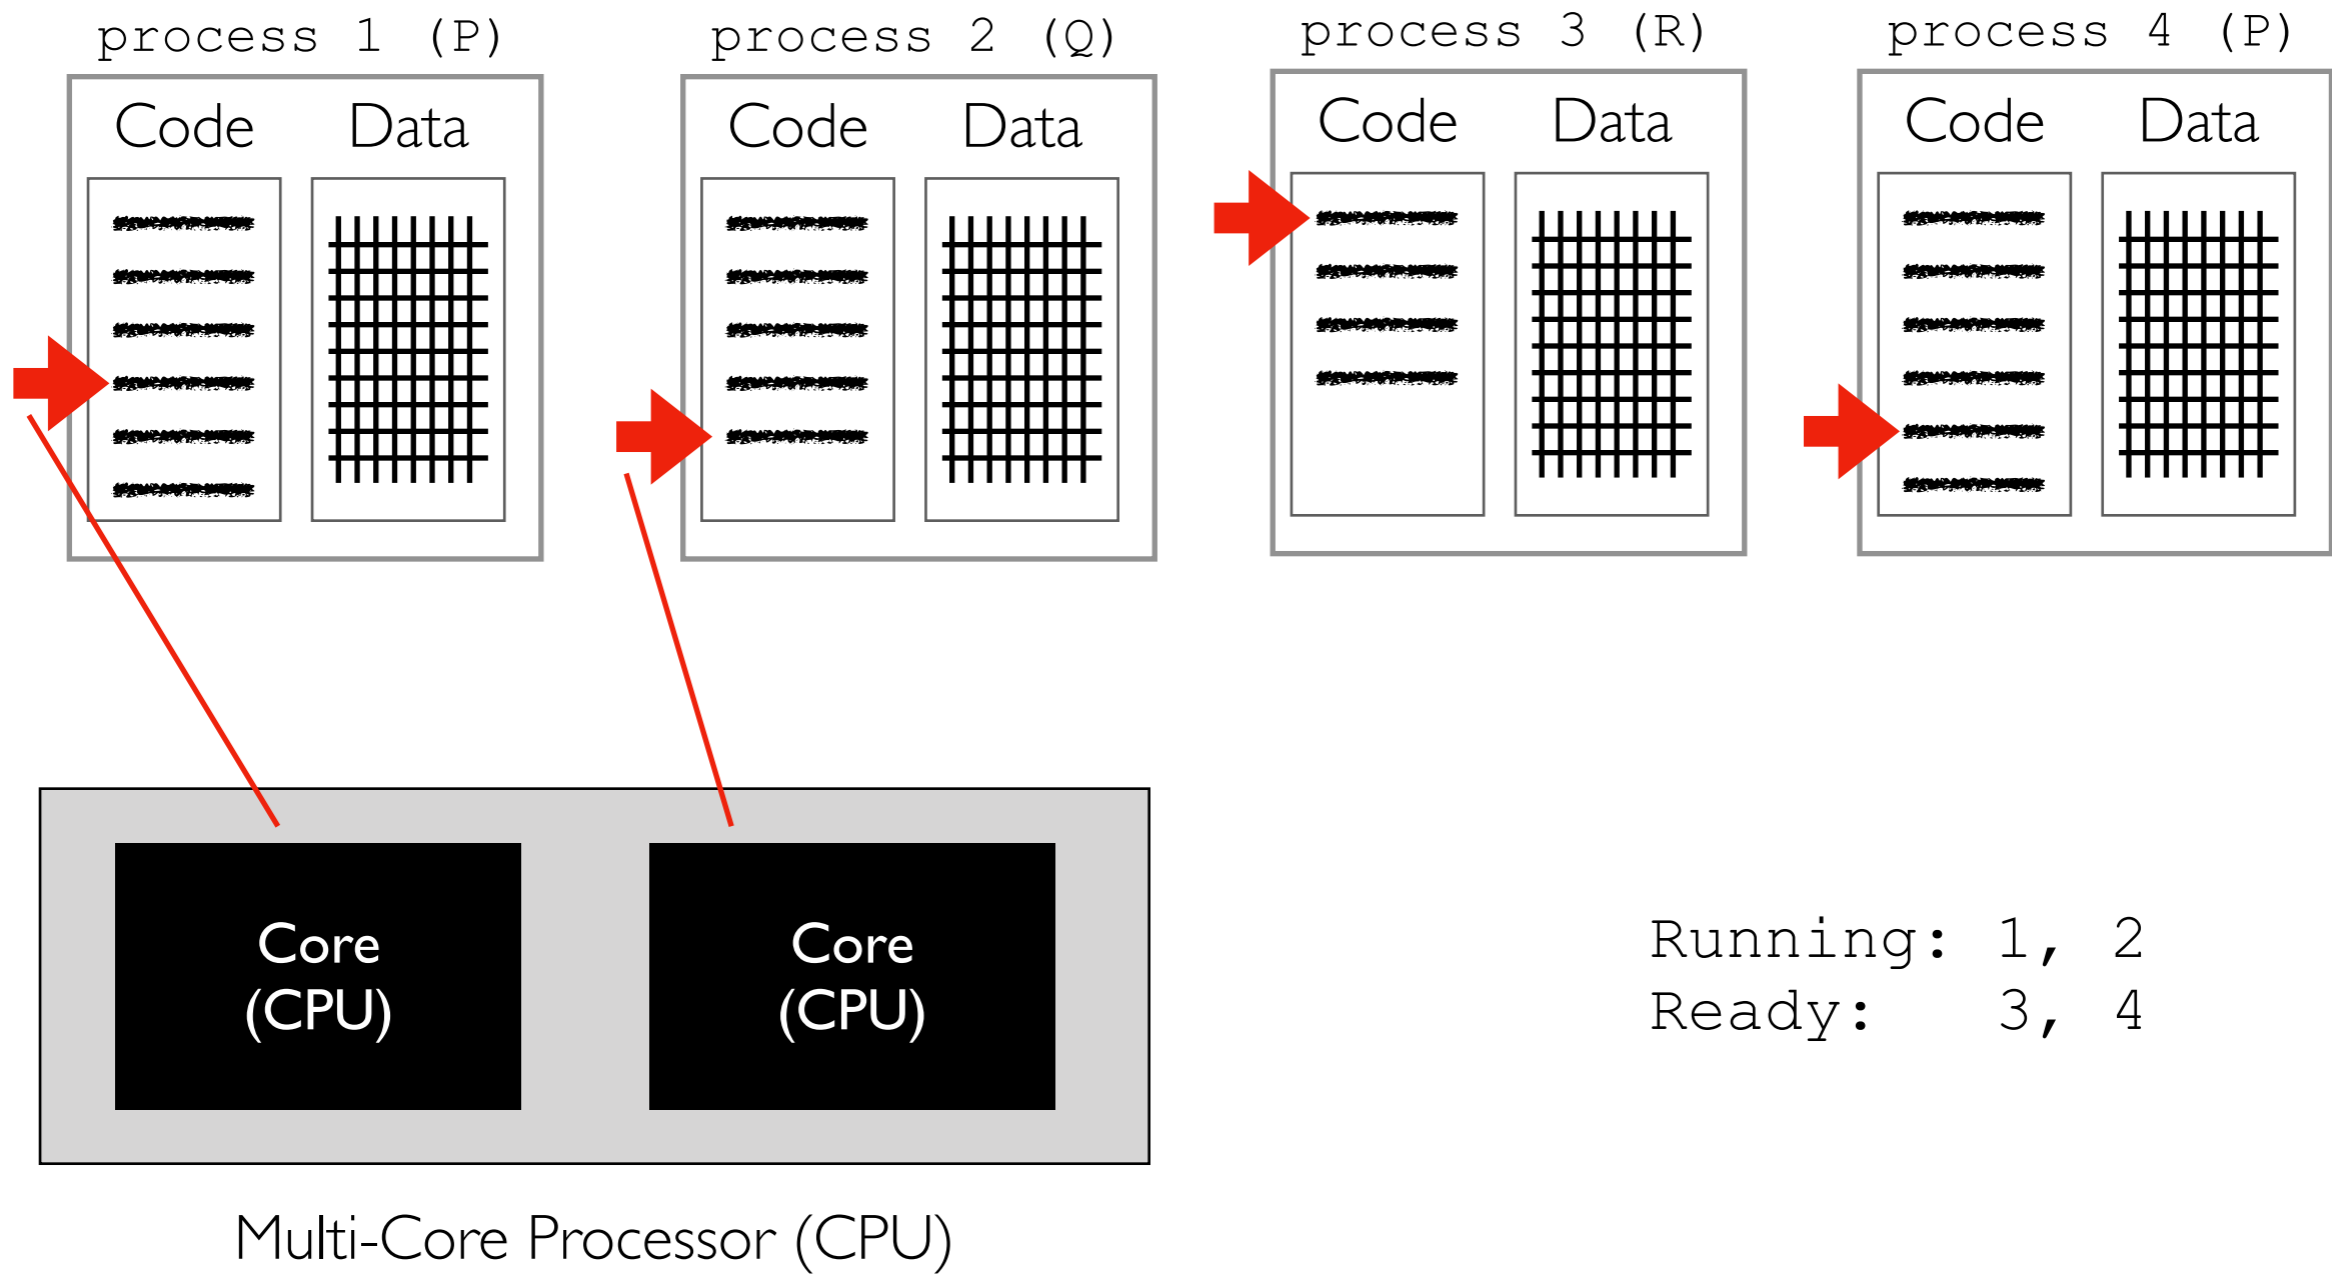 process 1 (P)
process 2 (Q)
process 3 (R)
process 4 (P)
Code
Data
Code
Data
Code
Data
Code
Data
Core
(CPU)
Core
(CPU)
Running: 1, 2
Ready: 3, 4
Multi-Core Processor (CPU)